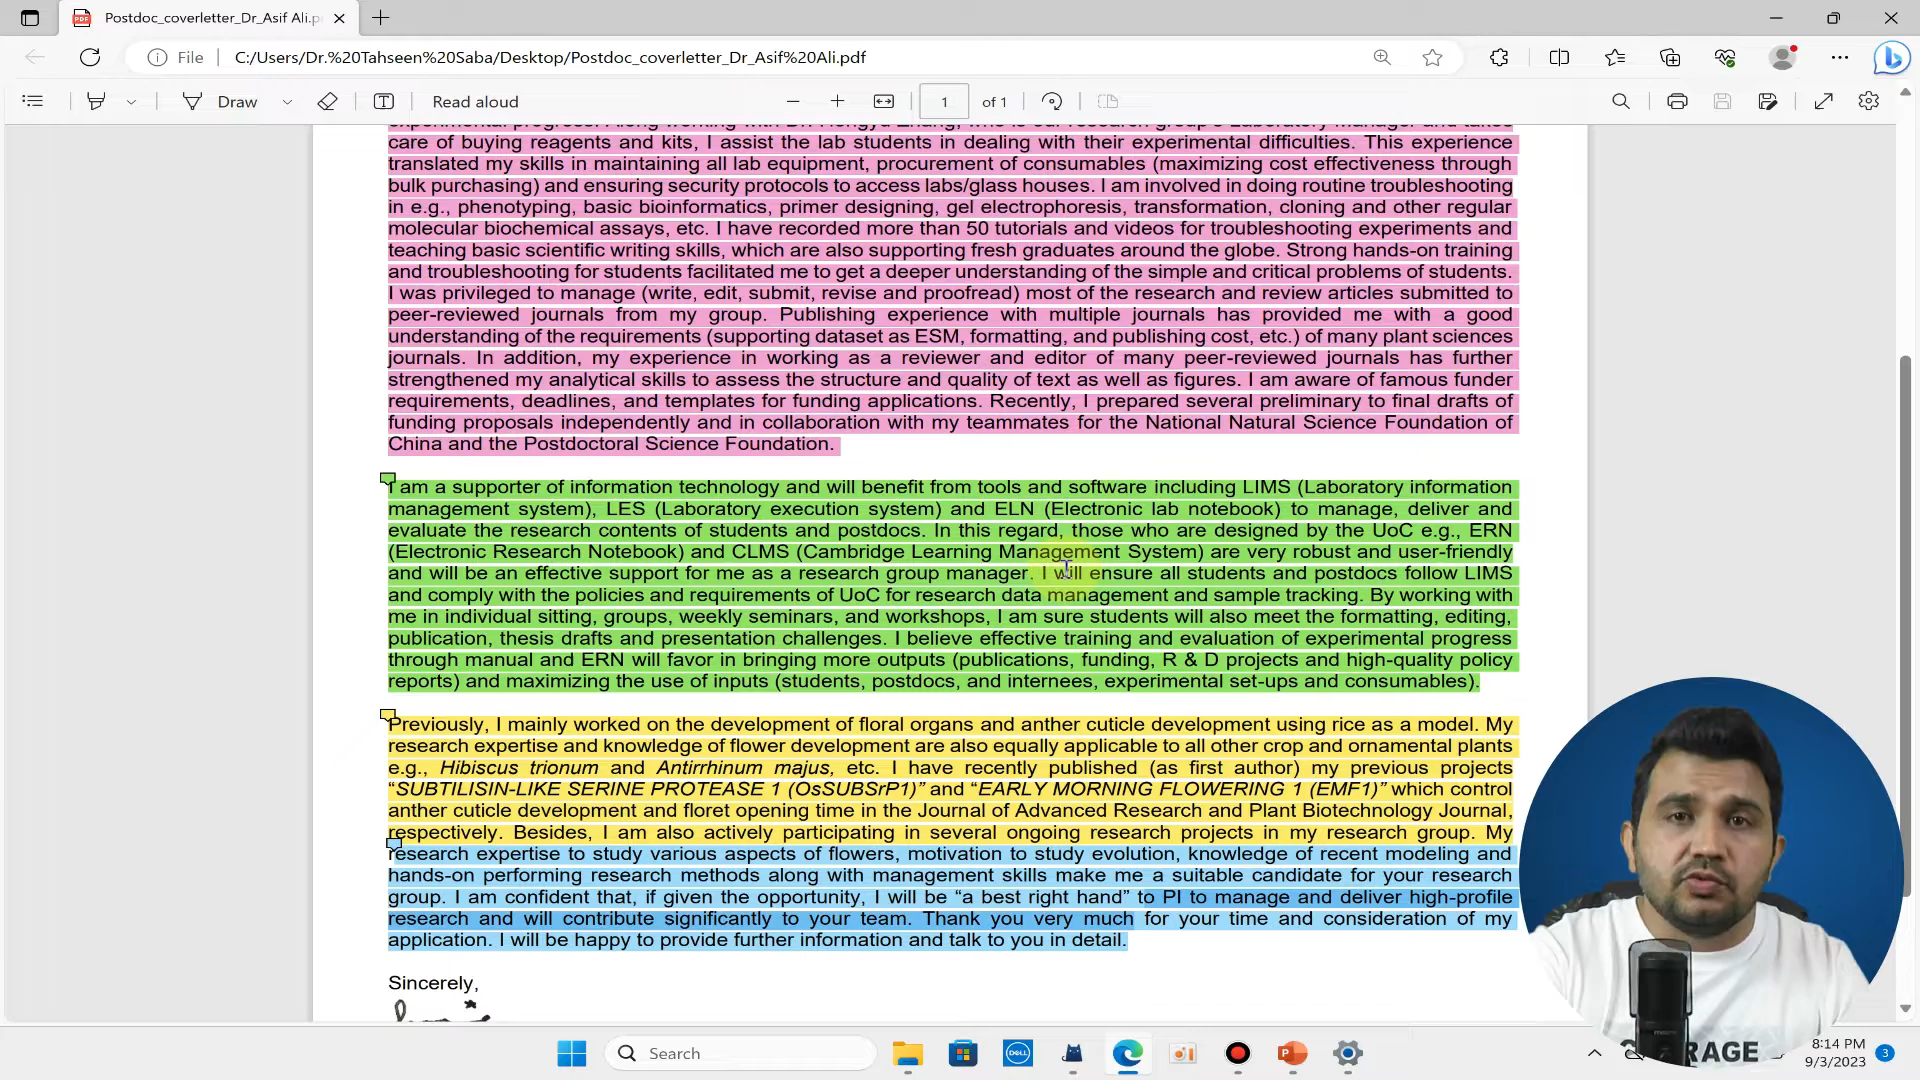 Postdoc_coverletter_Dr_Asif Ali.p
File
C:/Users/Dr.%20Tahseen%20Saba/Desktop/Postdoc_coverletter_Dr_Asif%20Ali.pdf
Draw
Read aloud
1
of 1
experimental progress. Along working with Dr. Hongyu Zhang, who is our research group's Laboratory manager and takes
care of buying reagents and kits, I assist the lab students in dealing with their experimental difficulties. This experience
translated my skills in maintaining all lab equipment, procurement of consumables (maximizing cost effectiveness through
bulk purchasing) and ensuring security protocols to access labs/glass houses. I am involved in doing routine troubleshooting
in e.g., phenotyping, basic bioinformatics, primer designing, gel electrophoresis, transformation, cloning and other regular
molecular biochemical assays, etc. I have recorded more than 50 tutorials and videos for troubleshooting experiments and
teaching basic scientific writing skills, which are also supporting fresh graduates around the globe. Strong hands-on training
and troubleshooting for students facilitated me to get a deeper understanding of the simple and critical problems of students.
I was privileged to manage (write, edit, submit, revise and proofread) most of the research and review articles submitted to
peer-reviewed journals from my group. Publishing experience with multiple journals has provided me with a good
understanding of the requirements (supporting dataset as ESM, formatting, and publishing cost, etc.) of many plant sciences
journals. In addition, my experience in working as a reviewer and editor of many peer-reviewed journals has further
strengthened my analytical skills to assess the structure and quality of text as well as figures. I am aware of famous funder
requirements, deadlines, and templates for funding applications. Recently, I prepared several preliminary to final drafts of
funding proposals independently and in collaboration with my teammates for the National Natural Science Foundation of
China and the Postdoctoral Science Foundation.
I am a supporter of information technology and will benefit from tools and software including LIMS (Laboratory information
management system), LES (Laboratory execution system) and ELN (Electronic lab notebook) to manage, deliver and
evaluate the research contents of students and postdocs. In this regard, those who are designed by the UoC e.g., ERN
(Electronic Research Notebook) and CLMS (Cambridge Learning Management System) are very robust and user-friendly
and will be an effective support for me as a research group manager. I will ensure all students and postdocs follow LIMS
and comply with the policies and requirements of UoC for research data management and sample tracking. By working with
me in individual sitting, groups, weekly seminars, and workshops, I am sure students will also meet the formatting, editing,
publication, thesis drafts and presentation challenges. I believe effective training and evaluation of experimental progress
through manual and ERN will favor in bringing more outputs (publications, funding, R & D projects and high-quality policy
reports) and maximizing the use of inputs (students, postdocs, and internees, experimental set-ups and consumables).
Previously, I mainly worked on the development of floral organs and anther cuticle development using rice as a model. My
research expertise and knowledge of flower development are also equally applicable to all other crop and ornamental plants
e.g., Hibiscus trionum and Antirrhinum majus, etc. I have recently published (as first author) my previous projects
“SUBTILISIN-LIKE SERINE PROTEASE 1 (OsSUBSrP1)” and “EARLY MORNING FLOWERING 1 (EMF1)” which control
anther cuticle development and floret opening time in the Journal of Advanced Research and Plant Biotechnology Journal,
respectively. Besides, I am also actively participating in several ongoing research projects in my research group. My
research expertise to study various aspects of flowers, motivation to study evolution, knowledge of recent modeling and
hands-on performing research methods along with management skills make me a suitable candidate for your research
group. I am confident that, if given the opportunity, I will be “a best right hand” to PI to manage and deliver high-profile
research and will contribute significantly to your team. Thank you very much for your time and consideration of my
application. I will be happy to provide further information and talk to you in detail.
Sincerely,
Search
RAGE
8:14 PM
9/3/2023
3